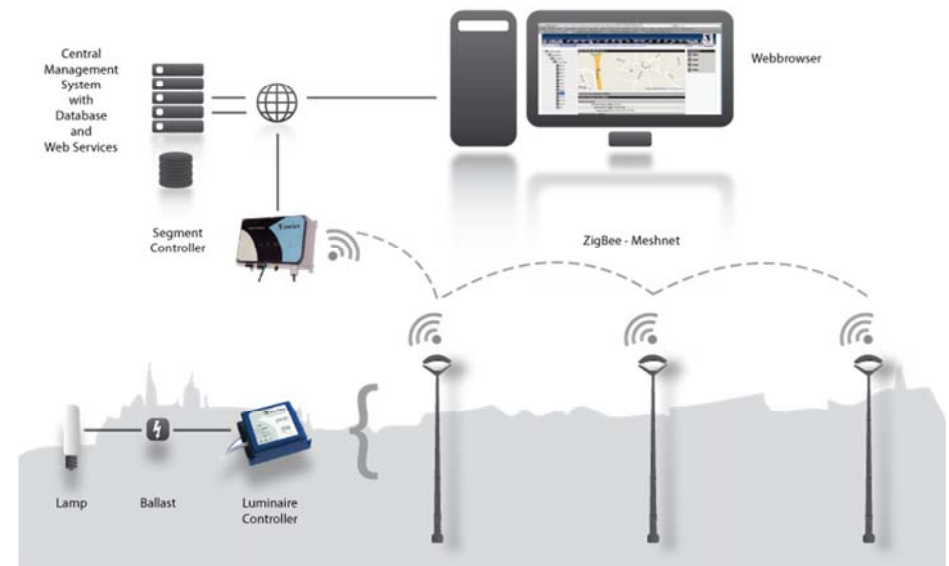 Central
Management
System
with
Database
and
Web Services
Webbrowser
Segment
Controller
ZigBee - Meshnet
Lamp
Ballast
Luminaire
Controller